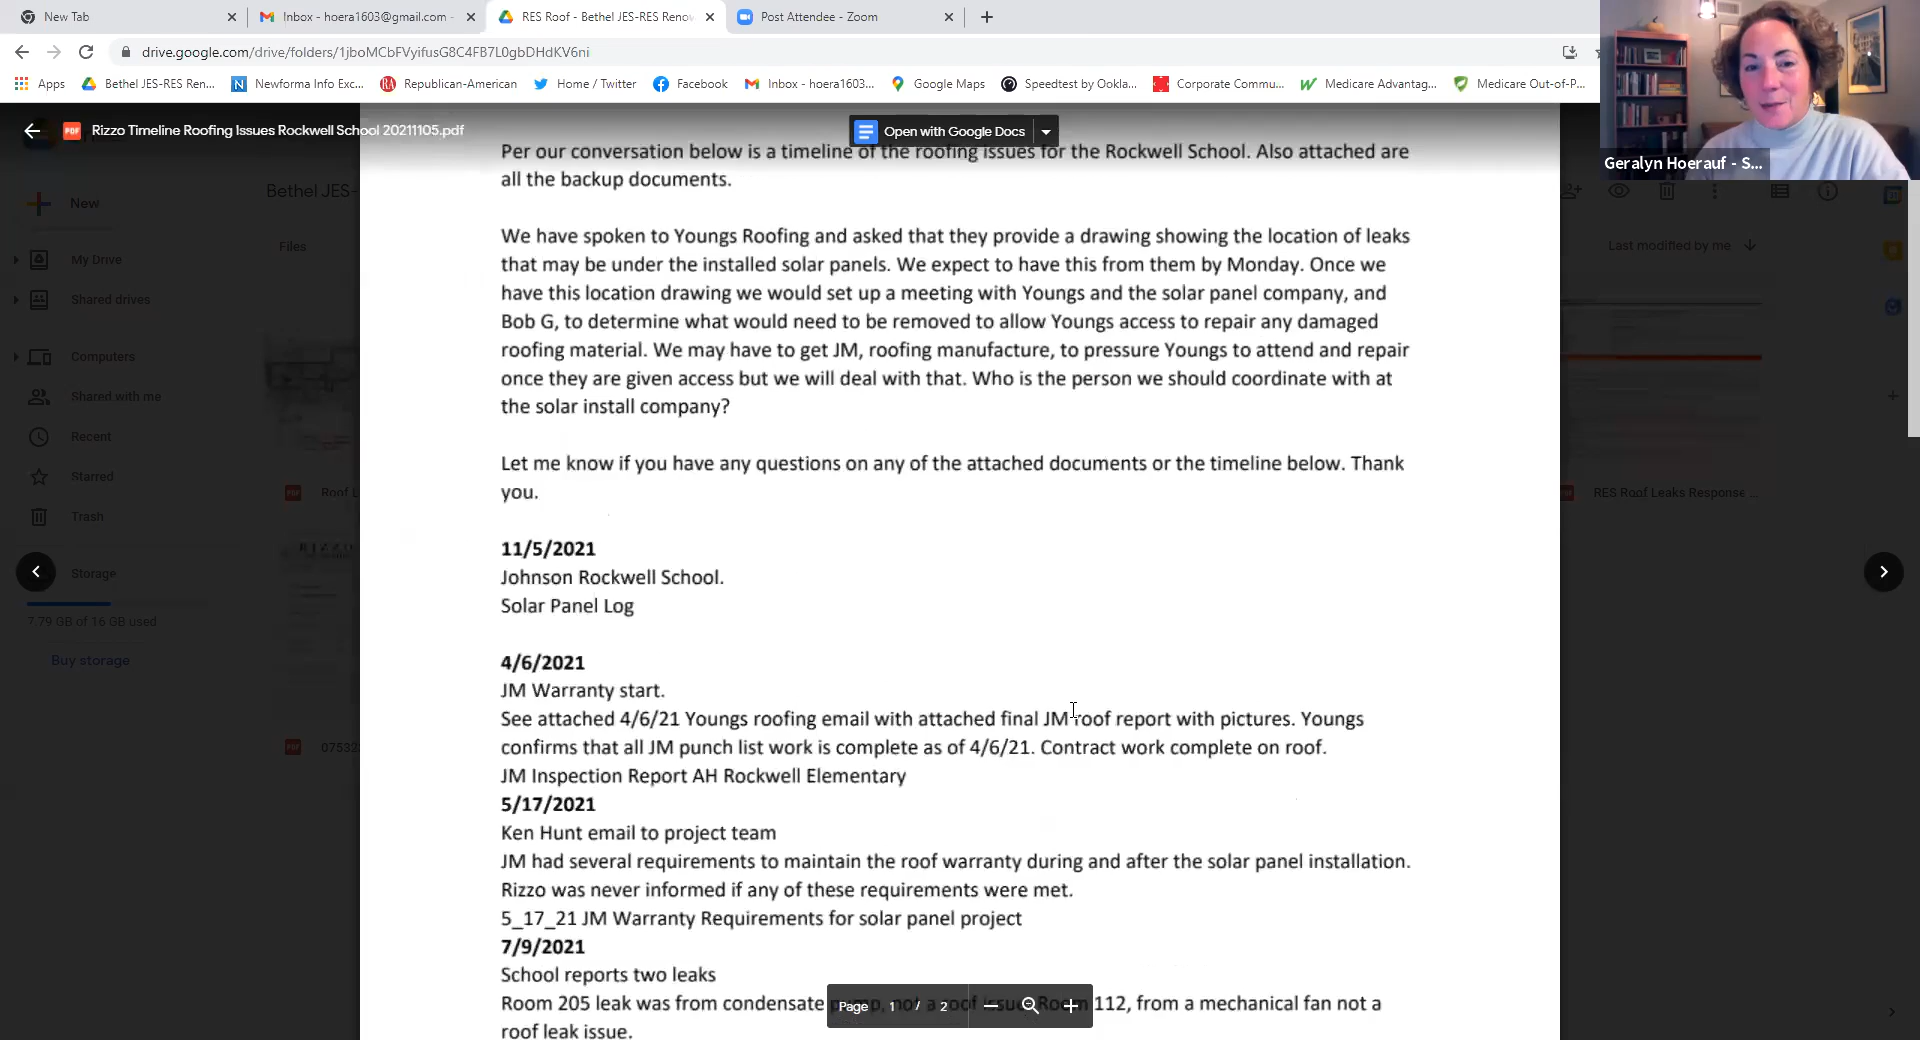 New Tab
Inbox - hoera1603@gmail.com -
RES Roof - Bethel JES-RES Renov
Post Attendee - Zoom
drive.google.com/drive/folders/1jboMCbFVyifusG8C4FB7L0gbDHdKV6ni
Apps
Bethel JES-RES Ren...
Newforma Info Exc...
Republican-American
Home / Twitter
Facebook
Inbox - hoera1603...
Google Maps
Speedtest by Ookla...
Corporate Commu...
Medicare Advantag...
Medicare Out-of-P...
Geralyn Hoerauf - S...
PDF
Rizzo Timeline Roofing Issues Rockwell School 20211105.pdf
Open with Google Docs
Per our conversation below is a timeline of the roofing issues for the Rockwell School. Also attached are
all the backup documents.
We have spoken to Youngs Roofing and asked that they provide a drawing showing the location of leaks
that may be under the installed solar panels. We expect to have this from them by Monday. Once we
have this location drawing we would set up a meeting with Youngs and the solar panel company, and
Bob G, to determine what would need to be removed to allow Youngs access to repair any damaged
roofing material. We may have to get JM, roofing manufacture, to pressure Youngs to attend and repair
once they are given access but we will deal with that. Who is the person we should coordinate with at
the solar install company?
Let me know if you have any questions on any of the attached documents or the timeline below. Thank
you.
11/5/2021
Johnson Rockwell School.
Solar Panel Log
4/6/2021
JM Warranty start.
See attached 4/6/21 Youngs roofing email with attached final JM roof report with pictures. Youngs
confirms that all JM punch list work is complete as of 4/6/21. Contract work complete on roof.
JM Inspection Report AH Rockwell Elementary
5/17/2021
Ken Hunt email to project team
JM had several requirements to maintain the roof warranty during and after the solar panel installation.
Rizzo was never informed if any of these requirements were met.
5_17_21 JM Warranty Requirements for solar panel project
7/9/2021
School reports two leaks
Room 205 leak was from condensate pump, not a roof issue. Room 112, from a mechanical fan not a
roof leak issue.
Page 1 / 2
New
My Drive
Shared drives
Computers
Shared with me
Recent
Starred
Trash
Storage
7.79 GB of 16 GB used
Buy storage
Bethel JES-
Files
PDF
Roof L
PDF
07532
Last modified by me
RES Roof Leaks Response ...